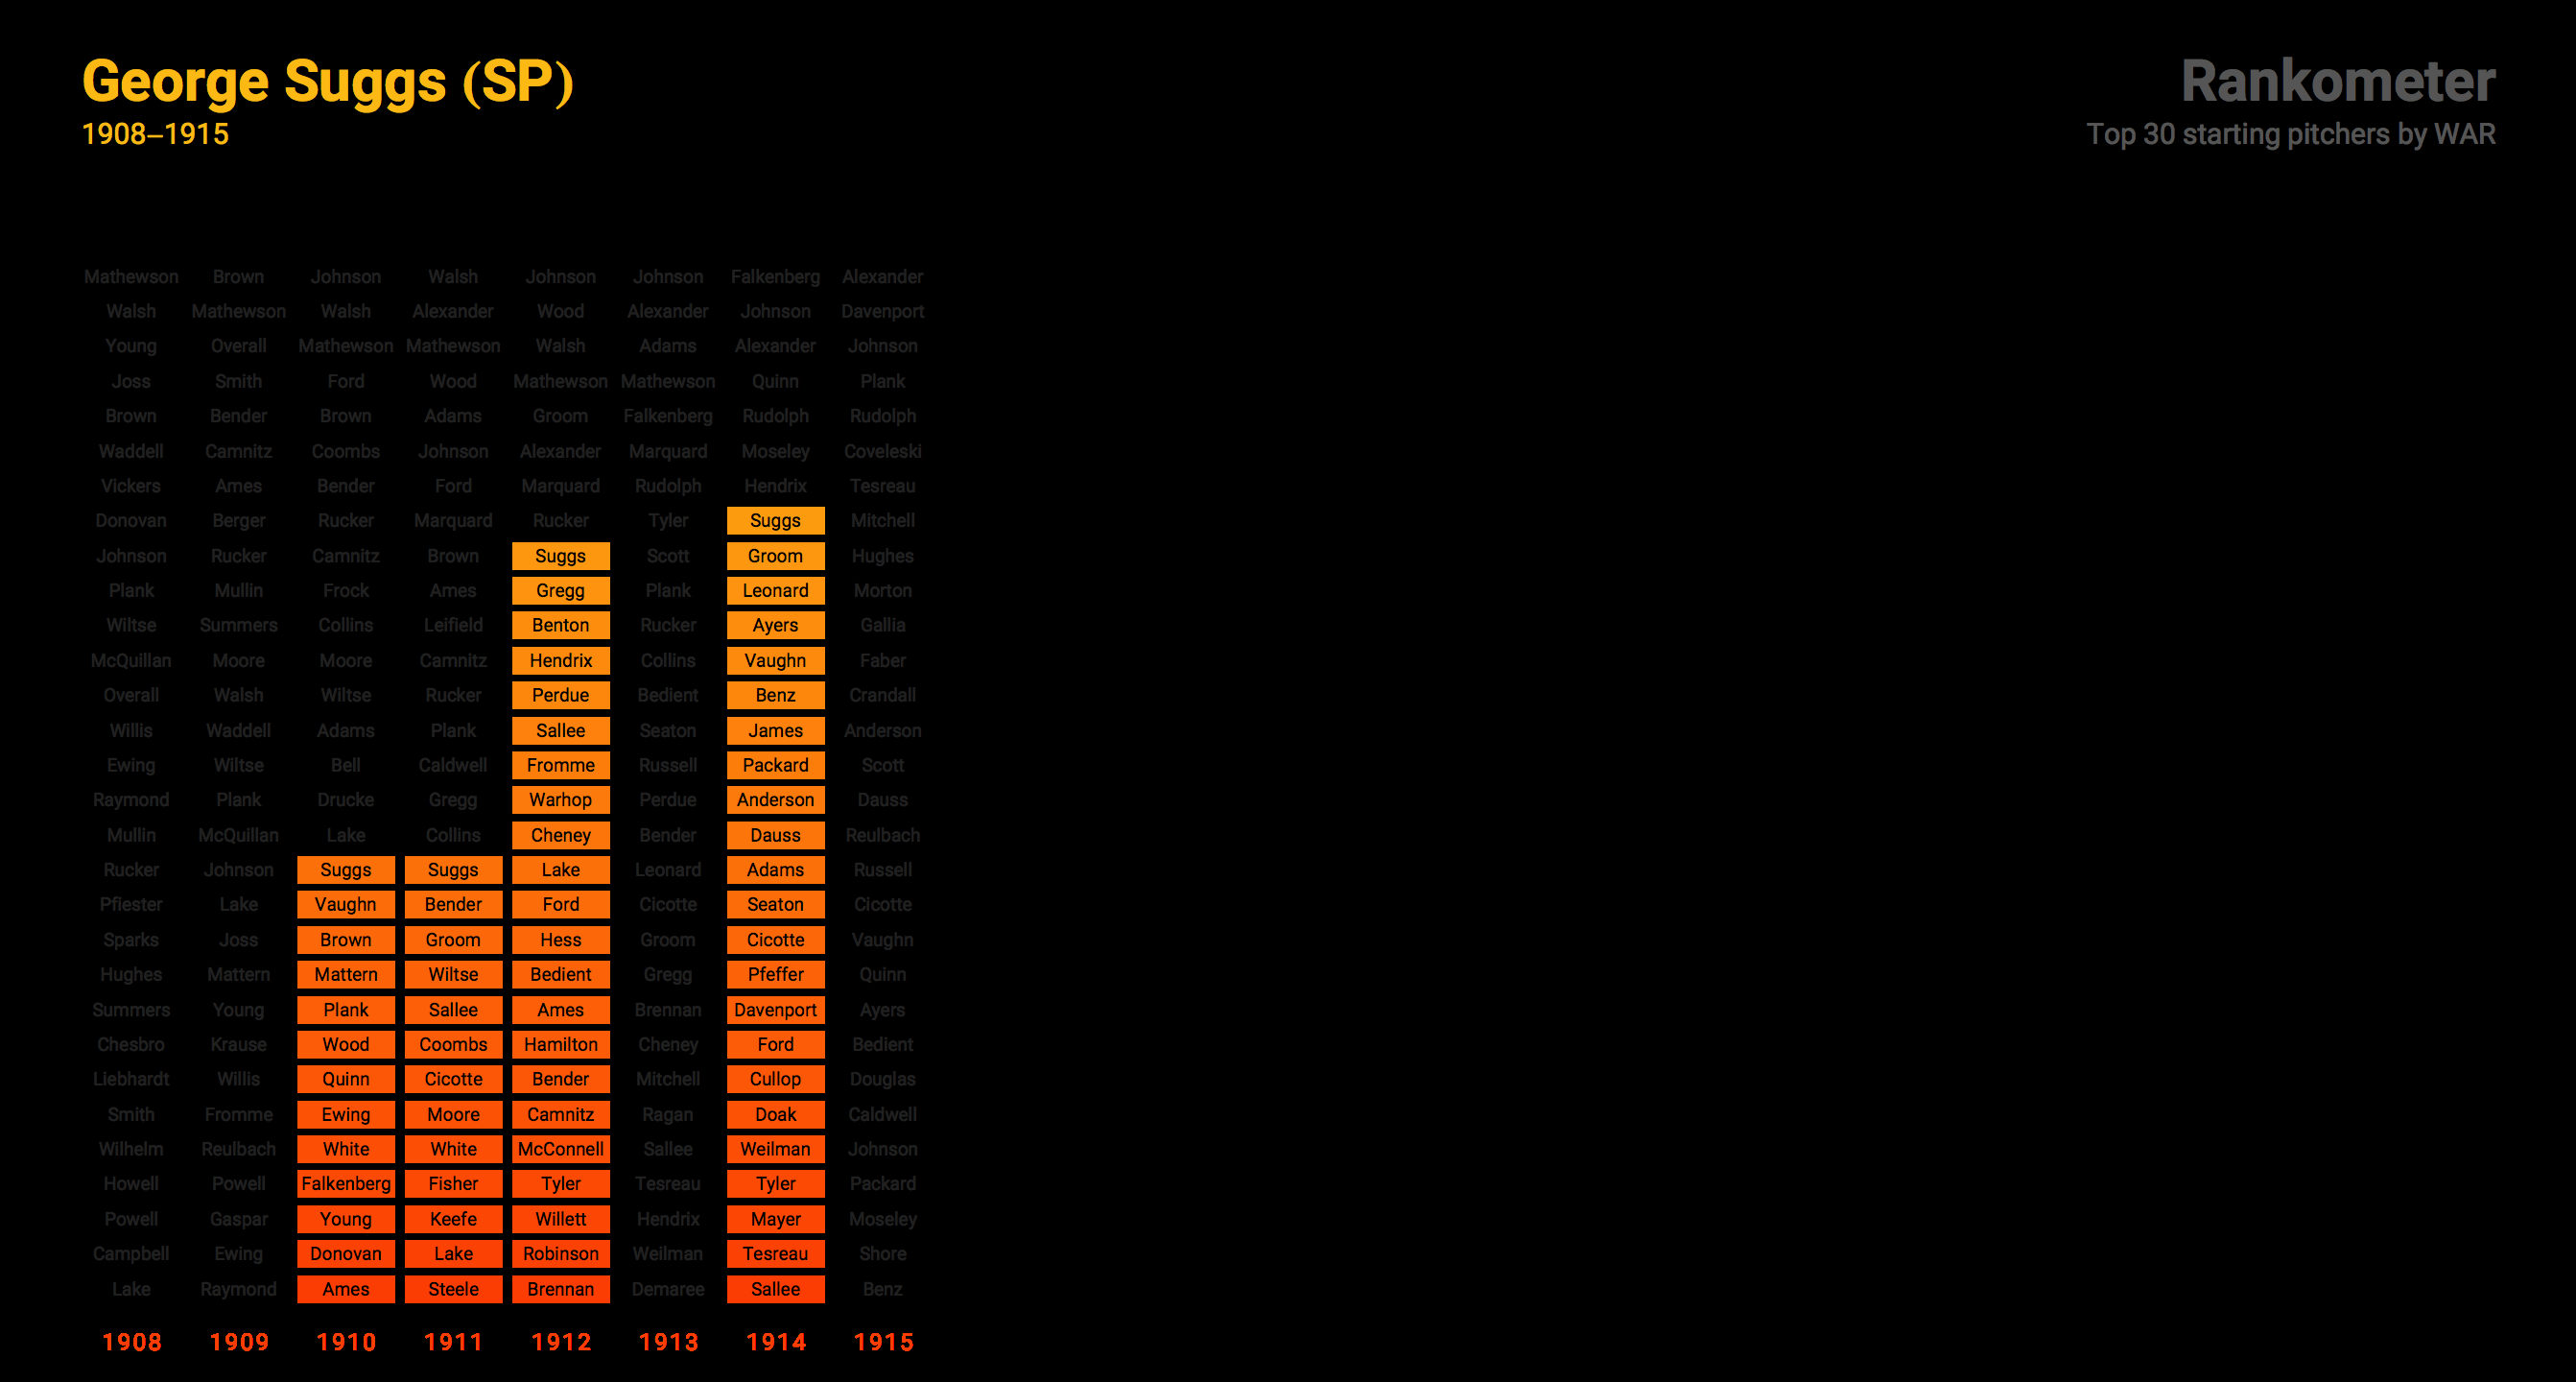 George Suggs (SP)
1908–1915
Rankometer
Top 30 starting pitchers by WAR
Mathewson Brown Johnson Walsh Johnson Johnson Falkenberg Alexander
Walsh Mathewson Walsh Alexander Wood Alexander Johnson Davenport
Young Overall Mathewson Mathewson Walsh Adams Alexander Johnson
Joss Smith Ford Wood Mathewson Mathewson Quinn Plank
Brown Bender Brown Adams Groom Falkenberg Rudolph Rudolph
Waddell Camnitz Coombs Johnson Alexander Marquard Moseley Coveleski
Vickers Ames Bender Ford Marquard Rudolph Hendrix Tesreau
Donovan Berger Rucker Marquard Rucker Tyler Suggs Mitchell
Johnson Rucker Camnitz Brown Suggs Scott Groom Hughes
Plank Mullin Frock Ames Gregg Plank Leonard Morton
Wiltse Summers Collins Leifield Benton Rucker Ayers Gallia
McQuillan Moore Moore Camnitz Hendrix Collins Vaughn Faber
Overall Walsh Wiltse Rucker Perdue Bedient Benz Crandall
Willis Waddell Adams Plank Sallee Seaton James Anderson
Ewing Wiltse Bell Caldwell Fromme Russell Packard Scott
Raymond Plank Drucke Gregg Warhop Perdue Anderson Dauss
Mullin McQuillan Lake Collins Cheney Bender Dauss Reulbach
Rucker Johnson Suggs Suggs Lake Leonard Adams Russell
Pfiester Lake Vaughn Bender Ford Cicotte Seaton Cicotte
Sparks Joss Brown Groom Hess Groom Cicotte Vaughn
Hughes Mattern Mattern Wiltse Bedient Gregg Pfeffer Quinn
Summers Young Plank Sallee Ames Brennan Davenport Ayers
Chesbro Krause Wood Coombs Hamilton Cheney Ford Bedient
Liebhardt Willis Quinn Cicotte Bender Mitchell Cullop Douglas
Smith Fromme Ewing Moore Camnitz Ragan Doak Caldwell
Wilhelm Reulbach White White McConnell Sallee Weilman Johnson
Howell Powell Falkenberg Fisher Tyler Tesreau Tyler Packard
Powell Gaspar Young Keefe Willett Hendrix Mayer Moseley
Campbell Ewing Donovan Lake Robinson Weilman Tesreau Shore
Lake Raymond Ames Steele Brennan Demaree Sallee Benz
1908 1909 1910 1911 1912 1913 1914 1915